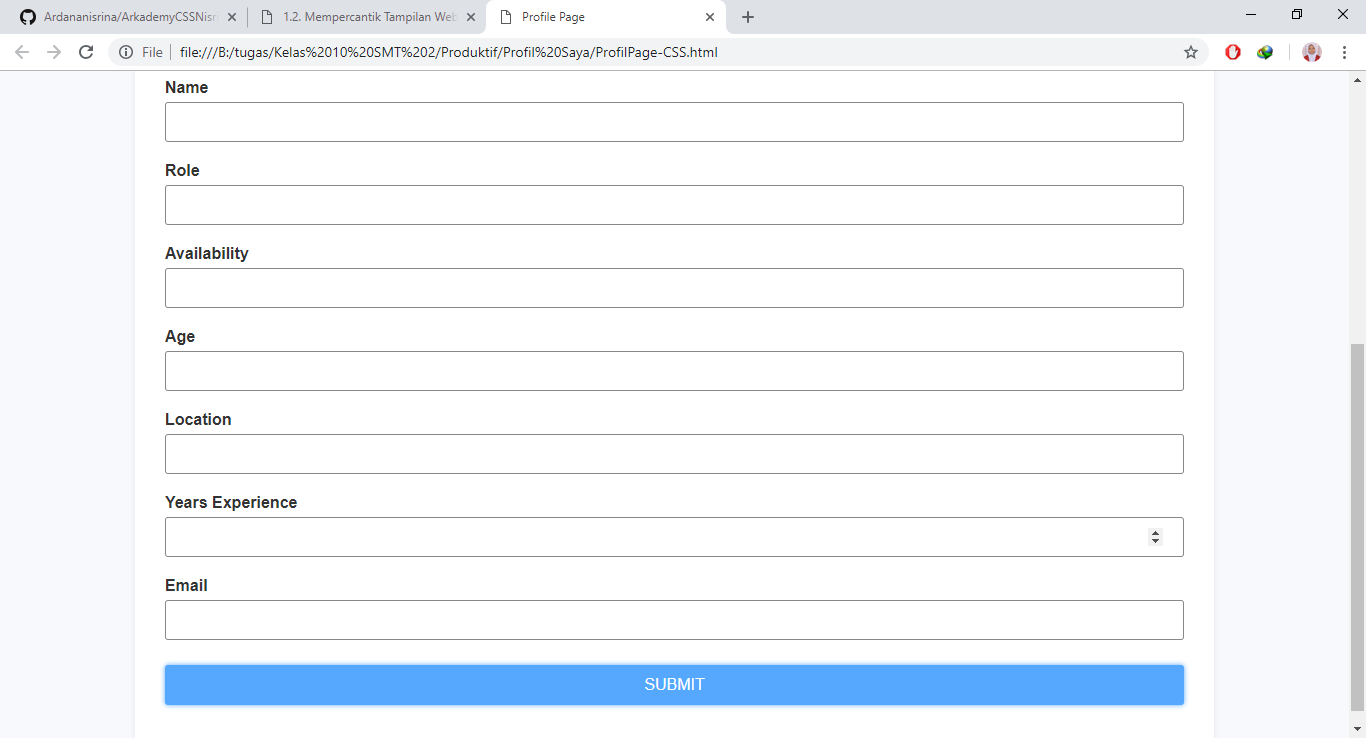 Ardananisrina/ArkademyCSSNisri
1.2. Mempercantik Tampilan Web
Profile Page
File
file:///B:/tugas/Kelas%2010%20SMT%202/Produktif/Profil%20Saya/ProfilPage-CSS.html
Name
Role
Availability
Age
Location
Years Experience
Email
SUBMIT